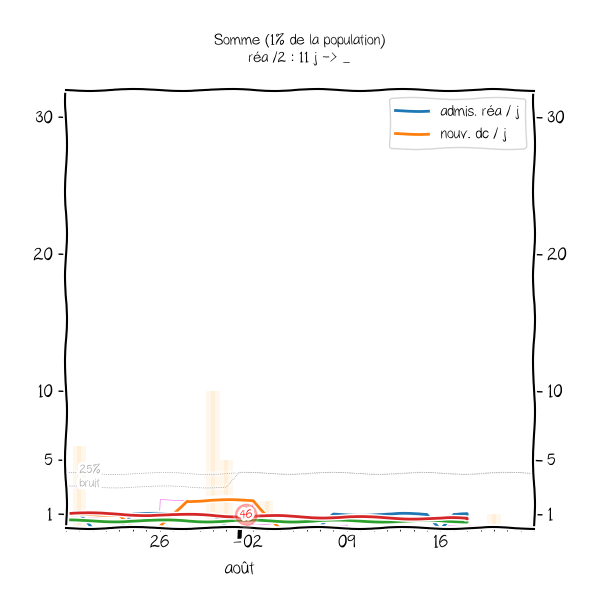 Somme (1% de la population)
réa /2 : 11 j -> _
admis. réa / j
nouv. dc / j
30
30
20
20
10
10
5
5
25%
bruit
1
46
1
26
02
09
16
août